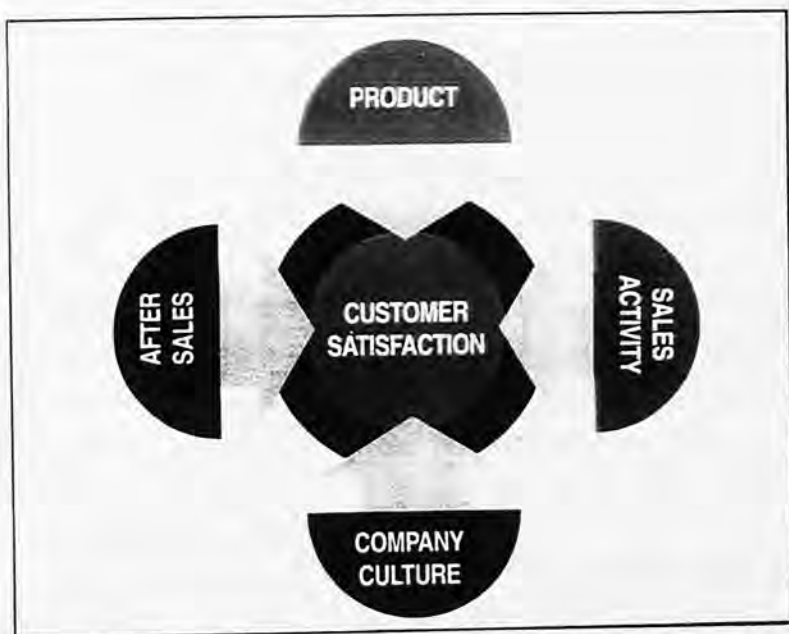 PRODUCT
AFTER
SALES
CUSTOMER
SATISFACTION
SALES
ACTIVITY
COMPANY
CULTURE